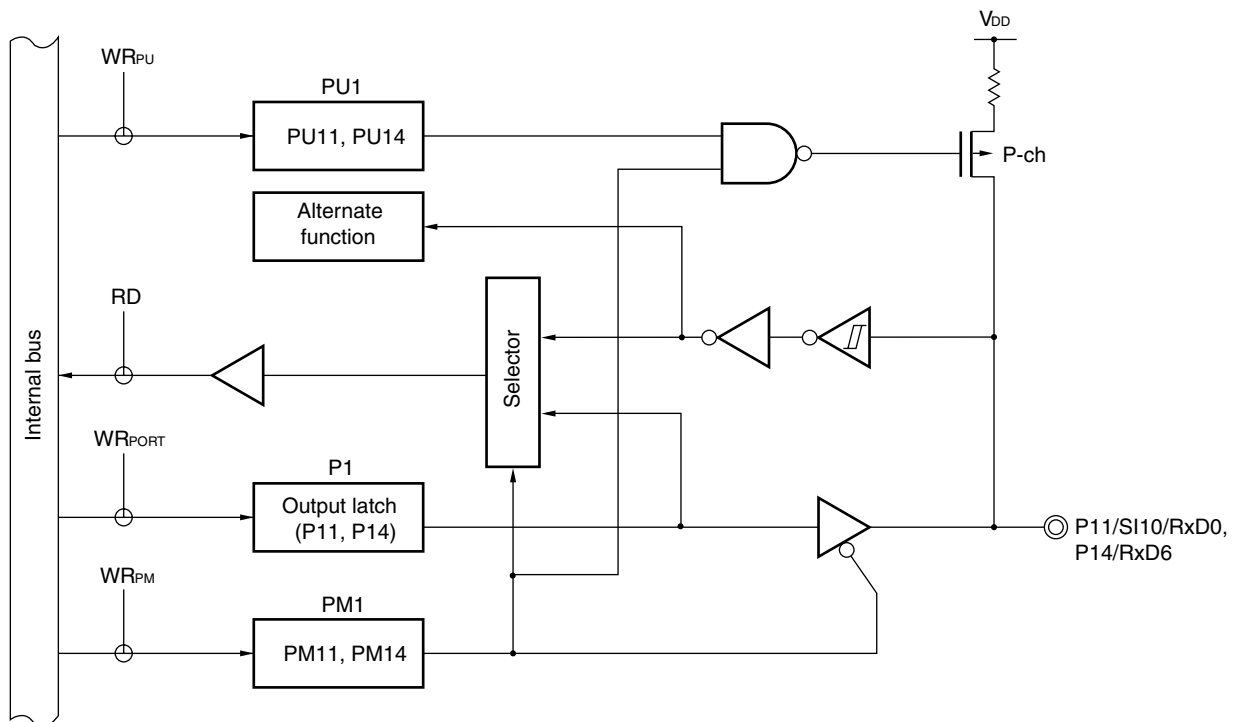 VDD
WRPU
PU1
PU11, PU14
P-ch
Alternate
function
RD
Selector
Internal bus
WRPORT
P1
Output latch
(P11, P14)
P11/SI10/RxD0,
P14/RxD6
WRPM
PM1
PM11, PM14